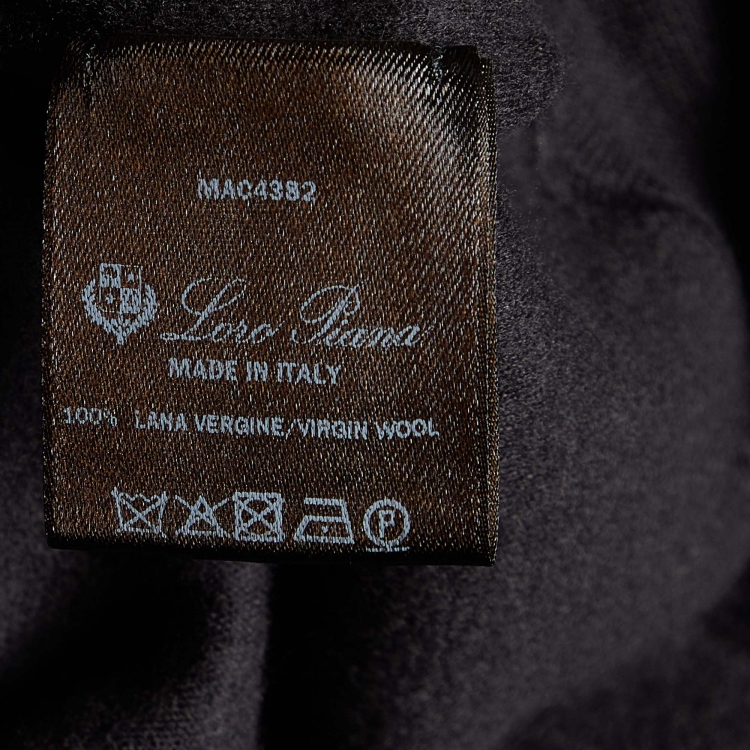 MAC4382
Loro Piana
MADE IN ITALY
100% LANA VERGINE/VIRGIN WOOL
P